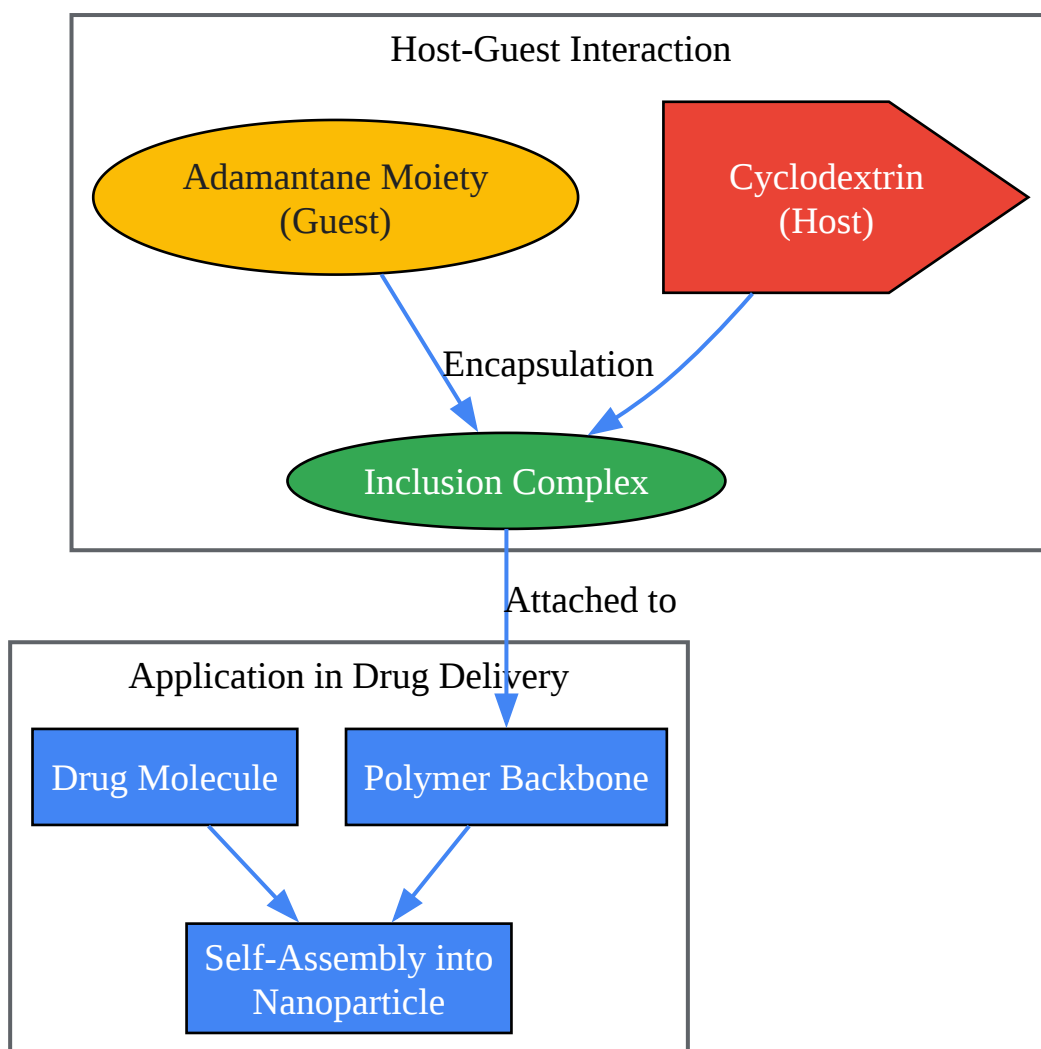 Host-Guest Interaction
Adamantane Moiety
(Guest)
Cyclodextrin
(Host)
Encapsulation
Inclusion Complex
Attached to
Application in Drug Delivery
Drug Molecule
Polymer Backbone
Self-Assembly into
Nanoparticle